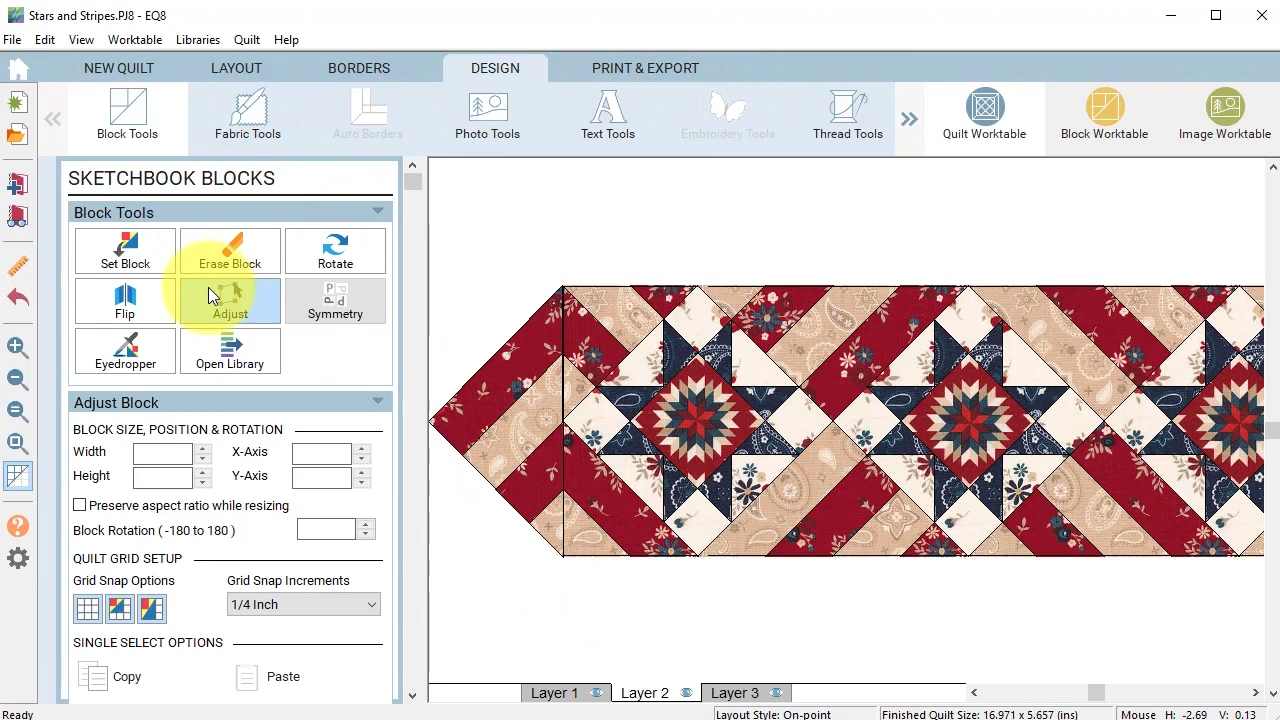 Stars and Stripes.PJ8 - EQ8
File Edit View Worktable Libraries Quilt Help
NEW QUILT LAYOUT BORDERS DESIGN PRINT & EXPORT
Block Tools Fabric Tools Auto Borders Photo Tools Text Tools Embroidery Tools Thread Tools Quilt Worktable Block Worktable Image Worktable
SKETCHBOOK BLOCKS
Block Tools
Set Block Erase Block Rotate
Flip Adjust Symmetry
Eyedropper Open Library
Adjust Block
BLOCK SIZE, POSITION & ROTATION
Width X-Axis
Height Y-Axis
Preserve aspect ratio while resizing
Block Rotation ( -180 to 180 )
QUILT GRID SETUP
Grid Snap Options Grid Snap Increments
1/4 Inch
SINGLE SELECT OPTIONS
Copy Paste
Layer 1 Layer 2 Layer 3
Ready Layout Style: On-point Finished Quilt Size: 16.971 x 5.657 (ins) Mouse H: -2.69 V: 0.13